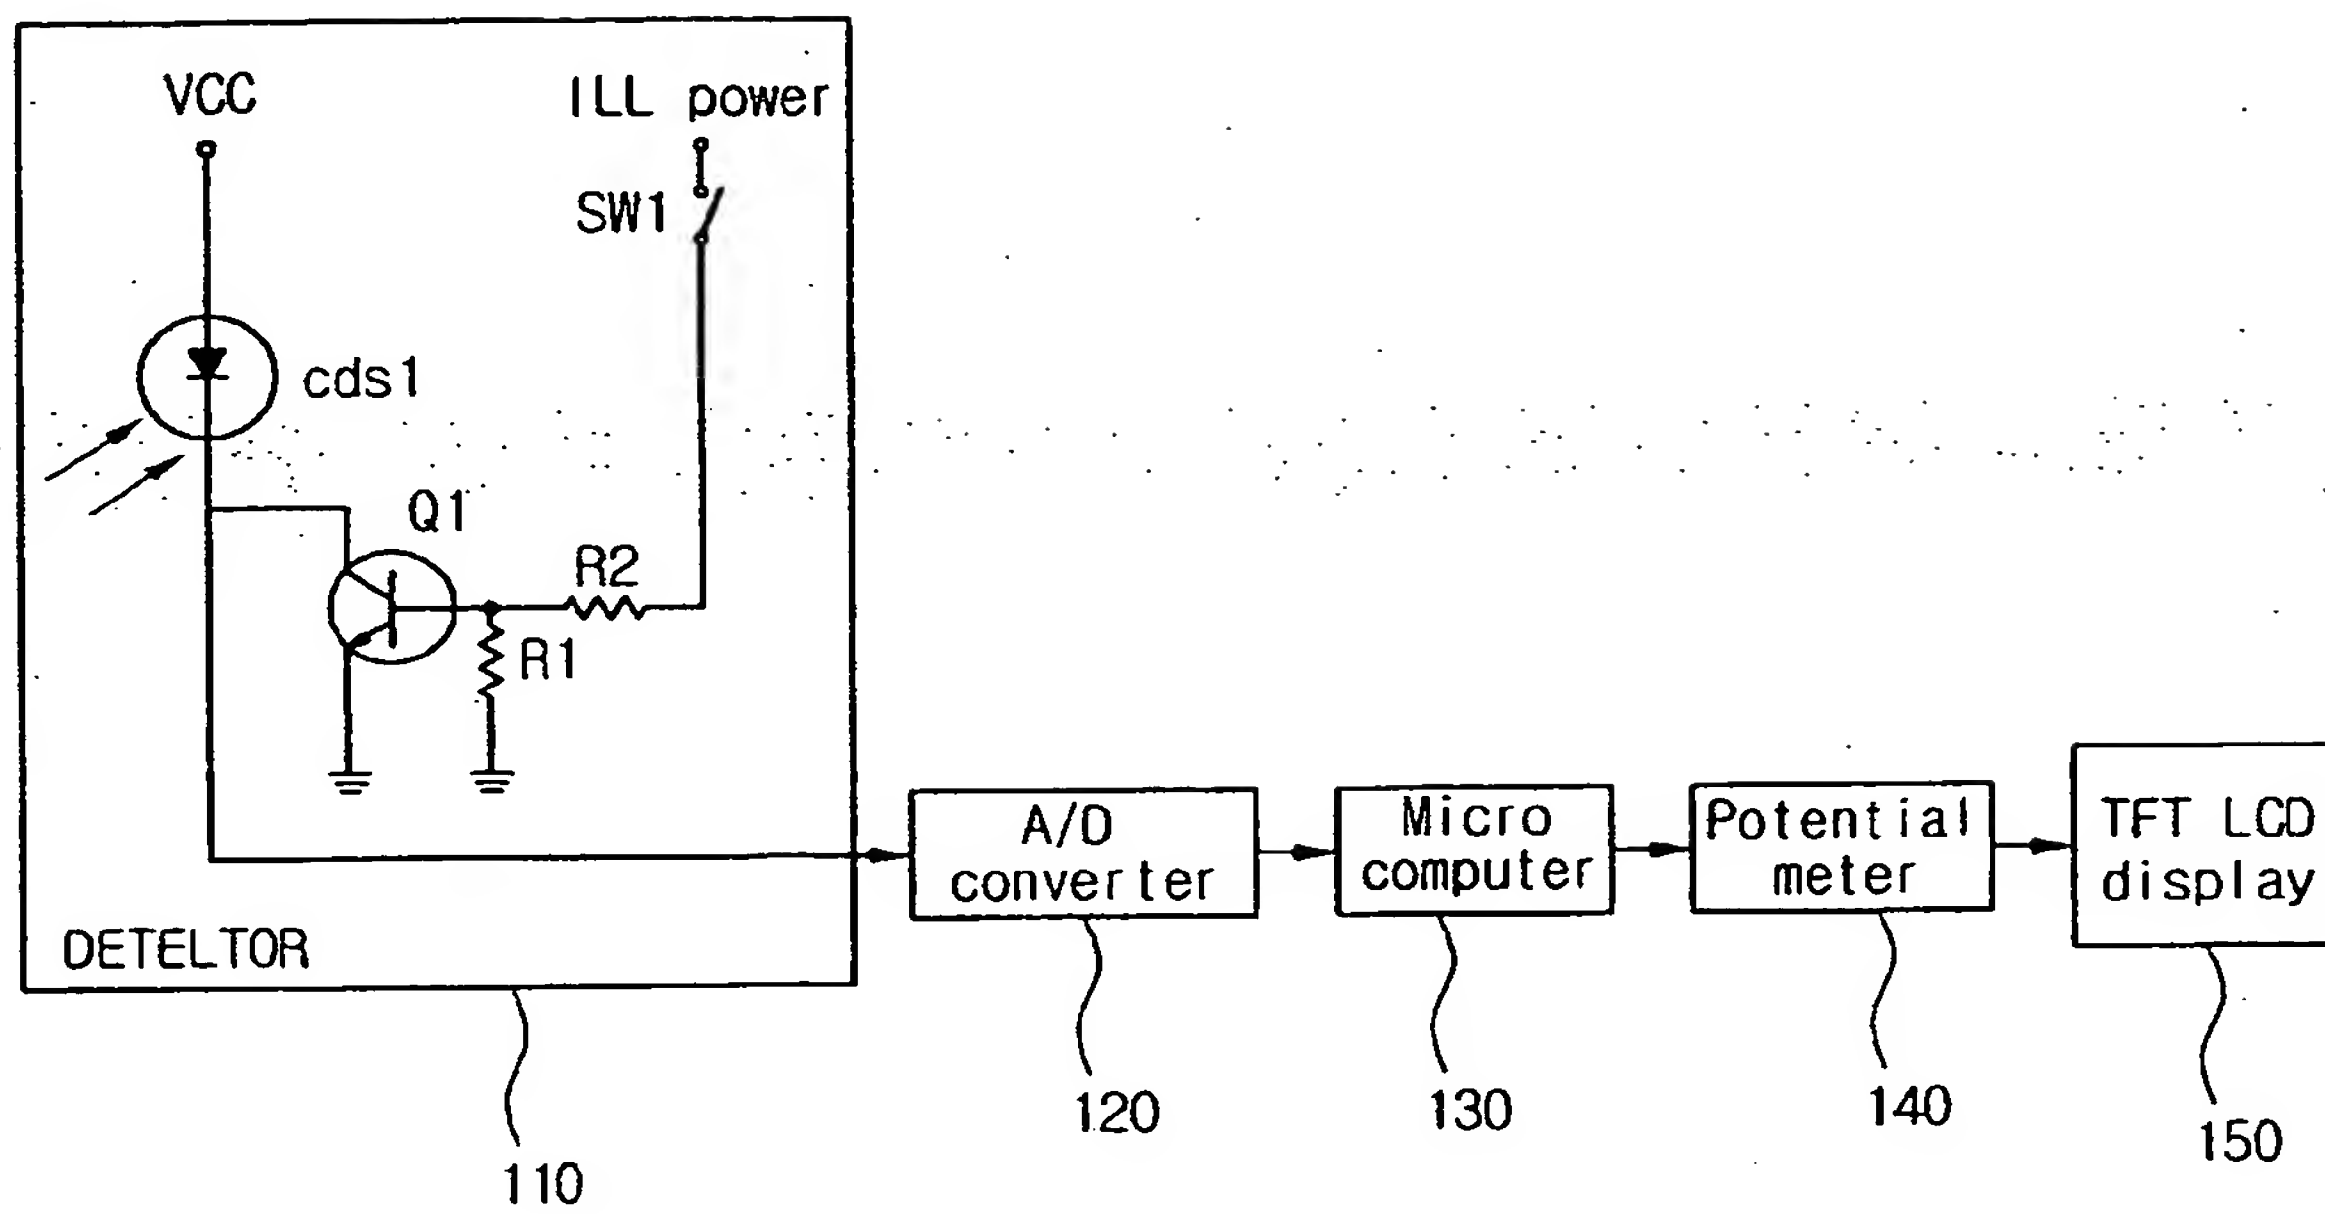 VCC
ILL power
SW1
cds1
Q1
R2
R1
DETELTOR
A/D
converter
Micro
computer
Potential
meter
TFT LCD
display
110
120
130
140
150